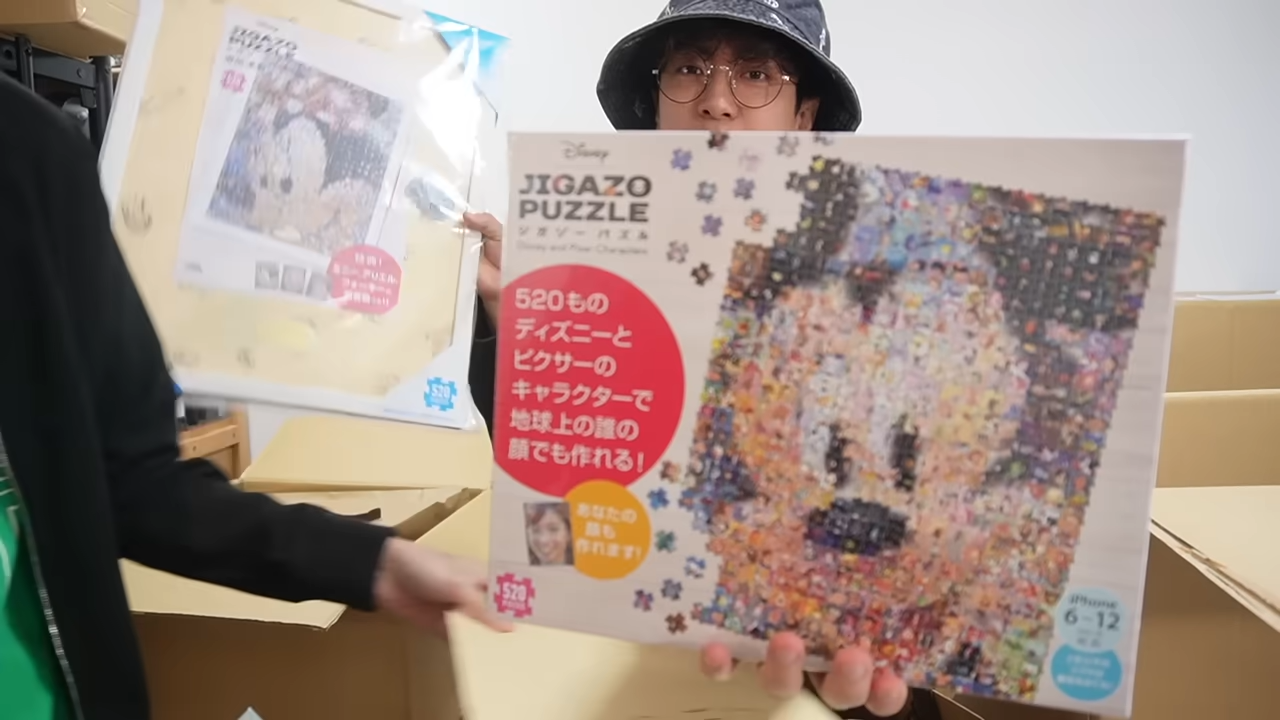 JIGAZO
PUZZLE
520
Disney
JIGAZO
PUZZLE
ジガゾーパズル
Disney and Pixar Characters
520もの
ディズニーと
ピクサーの
キャラクターで
地球上の誰の
顔でも作れる!
あなたの
顔も
作れます!
520
iPhone
6~12